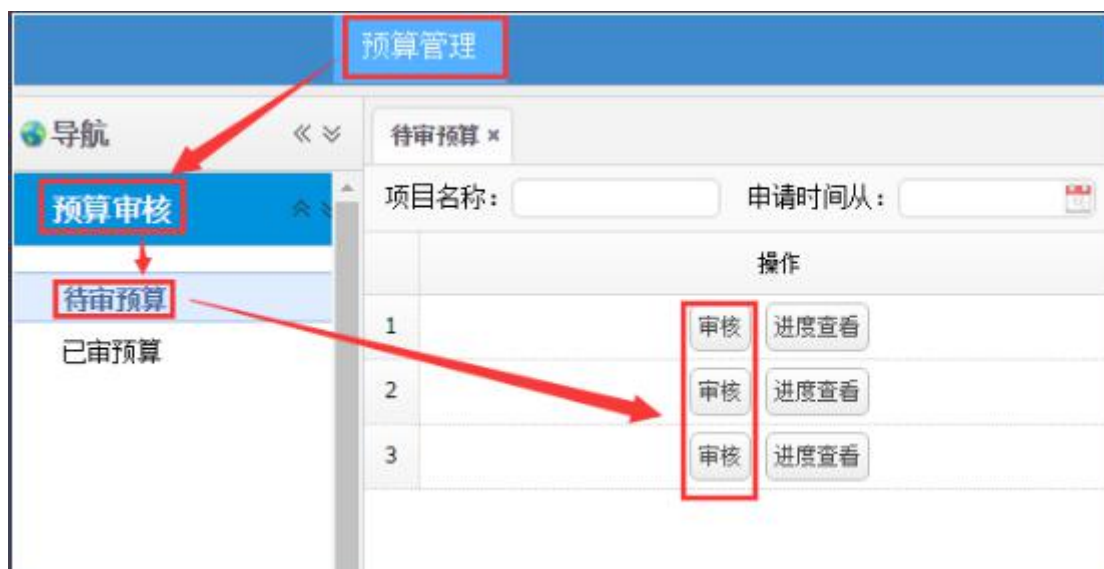 预算管理
导航
待审预算
预算审核
项目名称：
申请时间从：
操作
待审预算
1
审核
进度查看
已审预算
2
审核
进度查看
3
审核
进度查看